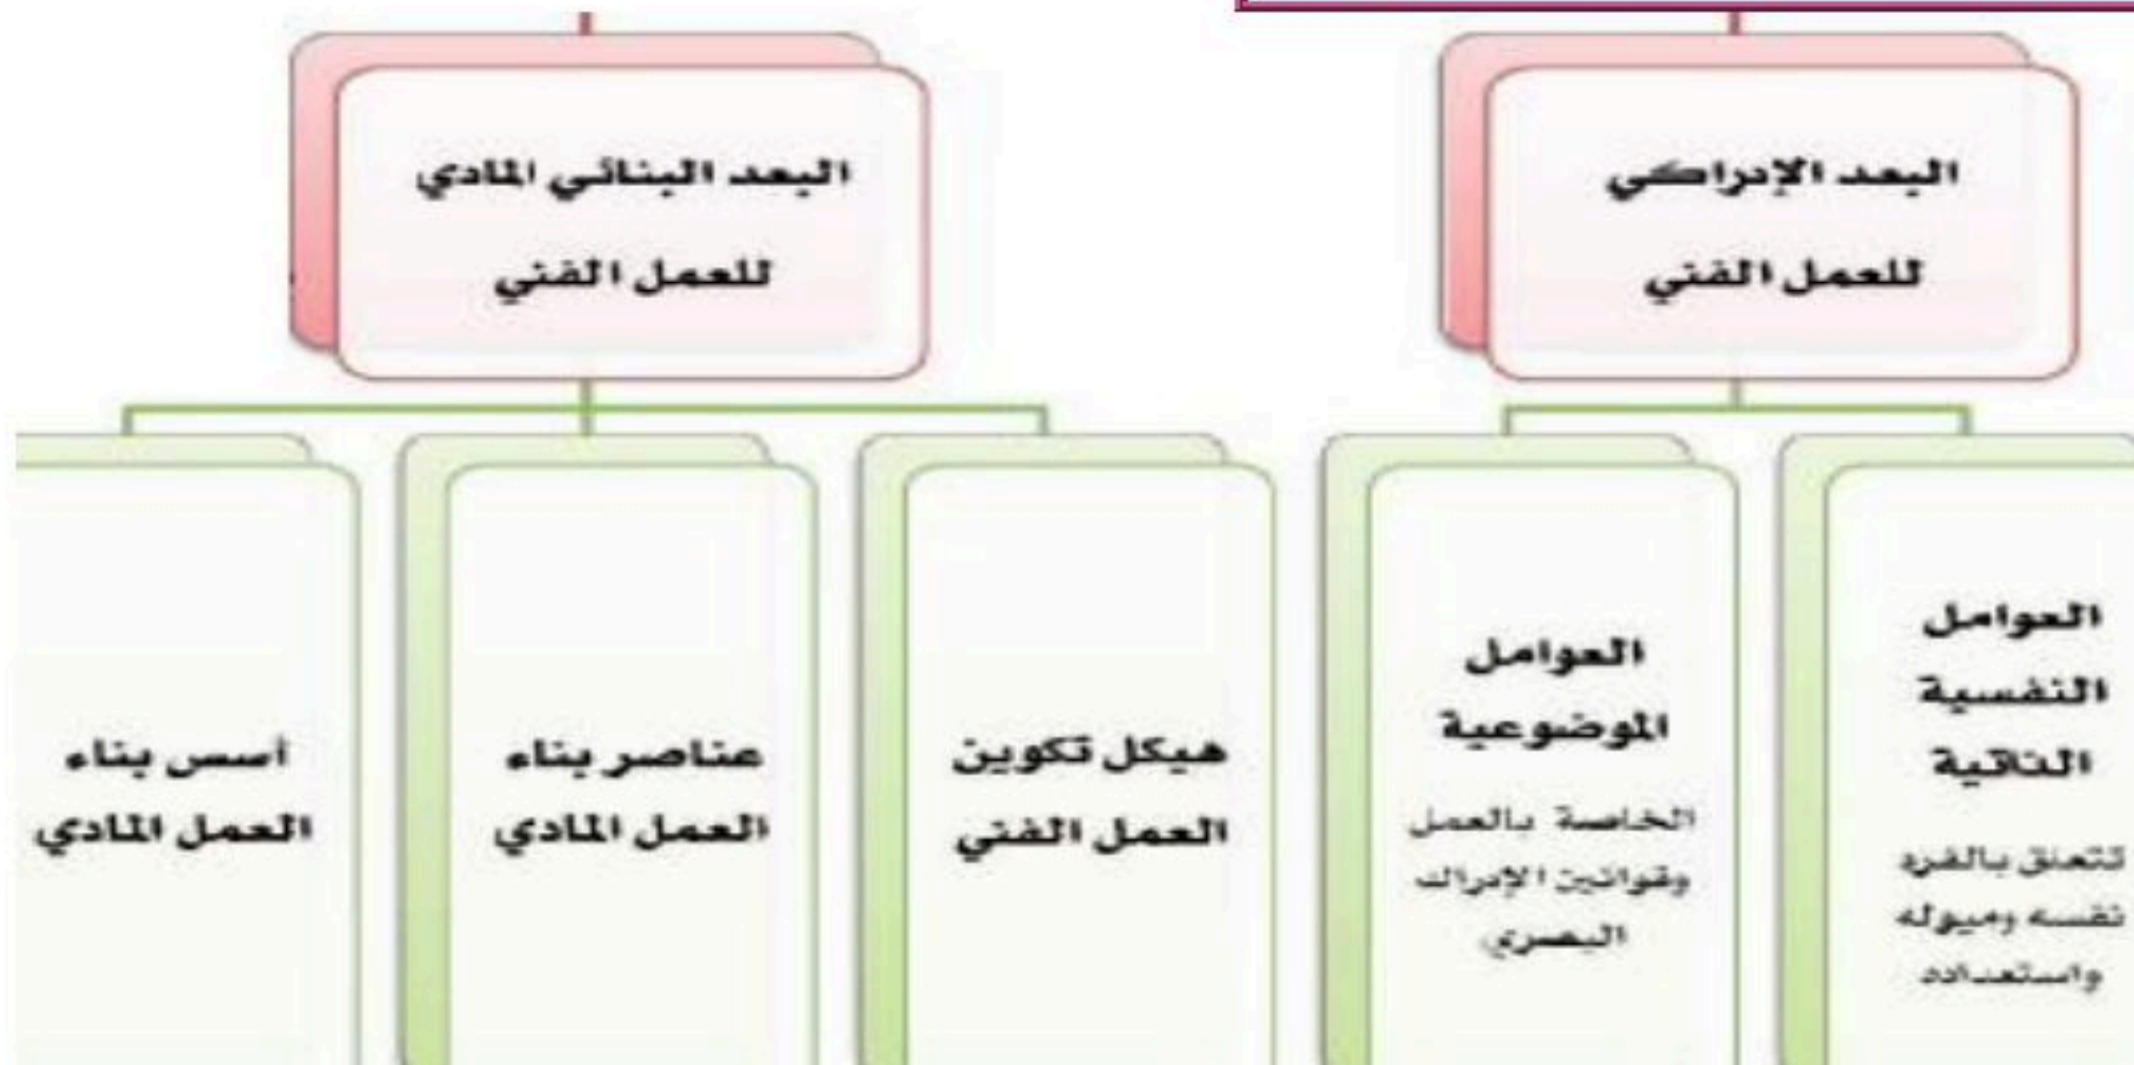 البعد الإدراكي
للعمل الفني
البعد البنائي المادي
للعمل الفني
العوامل
النفسية
الذاتية
تتعلق بالفرد
نفسه وميوله
واستعداده
العوامل
الموضوعية
الخاصة بالعمل
وقوانين الإدراك
البصري
هيكل تكوين
العمل الفني
عناصر بناء
العمل المادي
أسس بناء
العمل المادي